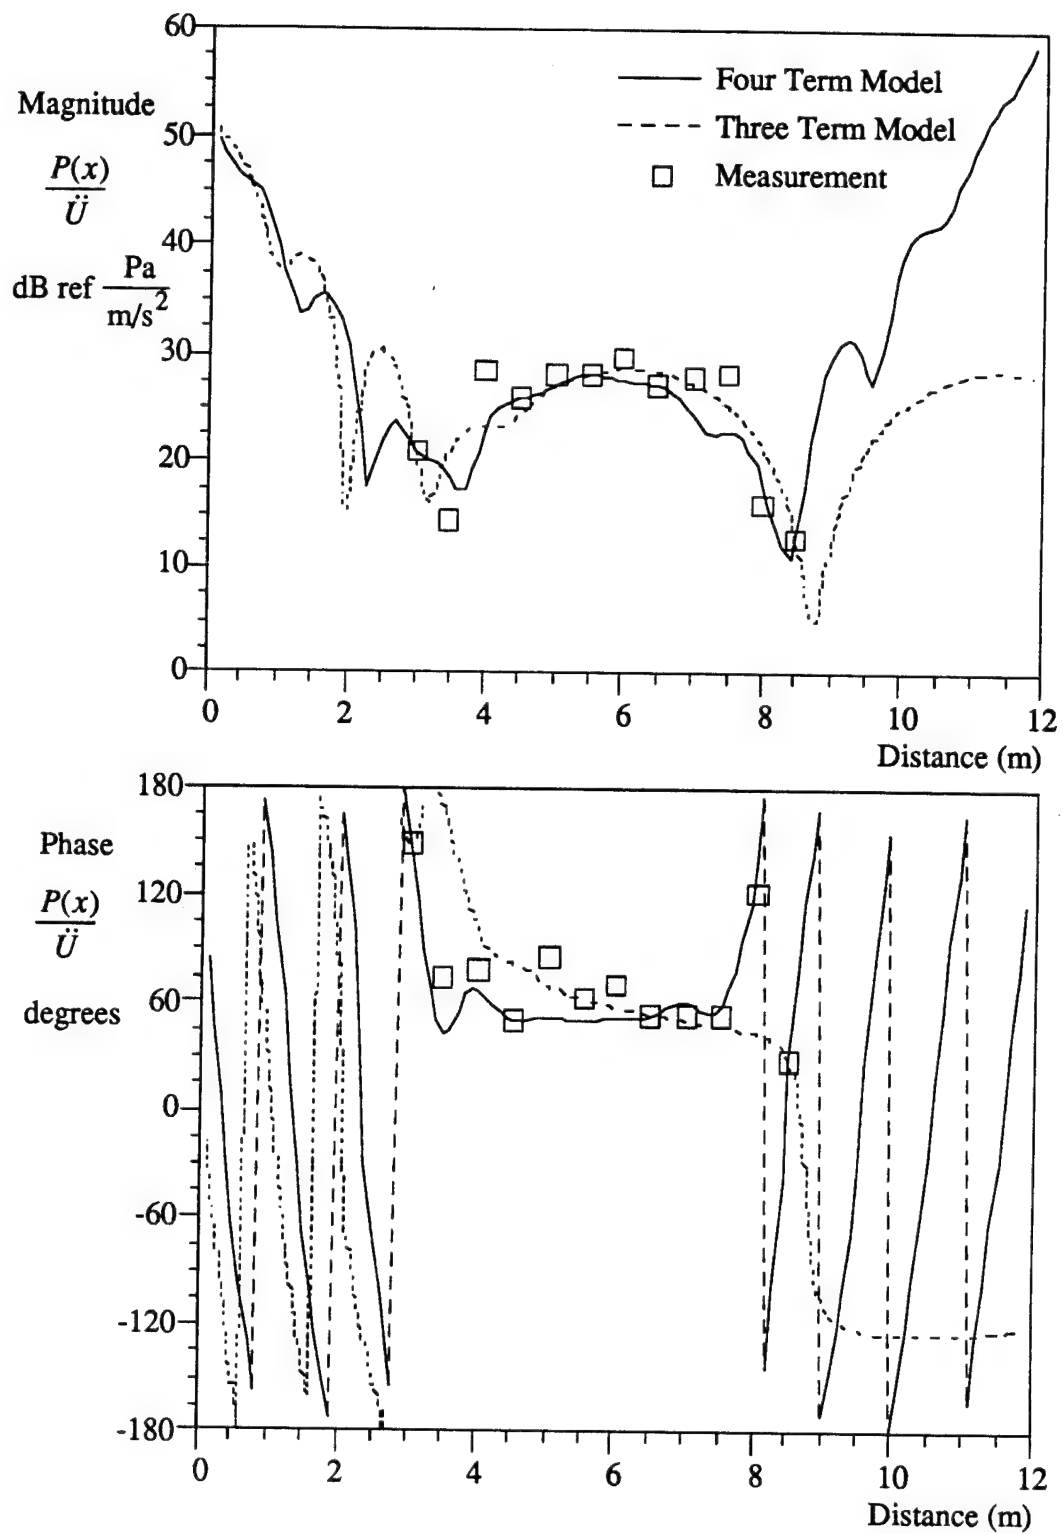 60
50
40
30
20
10
0
Magnitude
P(x)
Ü
dB ref Pa
m/s²
Four Term Model
Three Term Model
Measurement
0 2 4 6 8 10 12
Distance (m)
180
120
60
0
-60
-120
-180
Phase
P(x)
Ü
degrees
0 2 4 6 8 10 12
Distance (m)